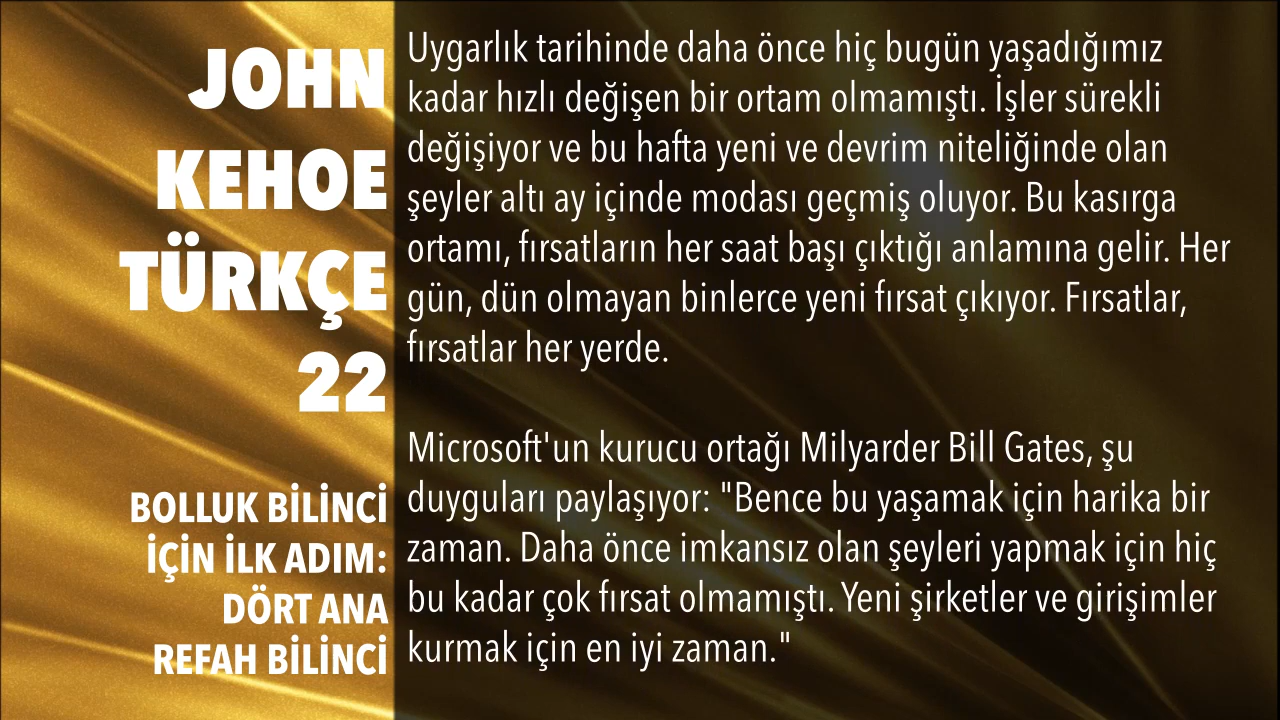 JOHN
KEHOE
TÜRKÇE
22
BOLLUK BİLİNCİ
İÇİN İLK ADIM:
DÖRT ANA
REFAH BİLİNCİ
Uygarlık tarihinde daha önce hiç bugün yaşadığımız
kadar hızlı değişen bir ortam olmamıştı. İşler sürekli
değişiyor ve bu hafta yeni ve devrim niteliğinde olan
şeyler altı ay içinde modası geçmiş oluyor. Bu kasırga
ortamı, fırsatların her saat başı çıktığı anlamına gelir. Her
gün, dün olmayan binlerce yeni fırsat çıkıyor. Fırsatlar,
fırsatlar her yerde.
Microsoft'un kurucu ortağı Milyarder Bill Gates, şu
duyguları paylaşıyor: "Bence bu yaşamak için harika bir
zaman. Daha önce imkansız olan şeyleri yapmak için hiç
bu kadar çok fırsat olmamıştı. Yeni şirketler ve girişimler
kurmak için en iyi zaman."